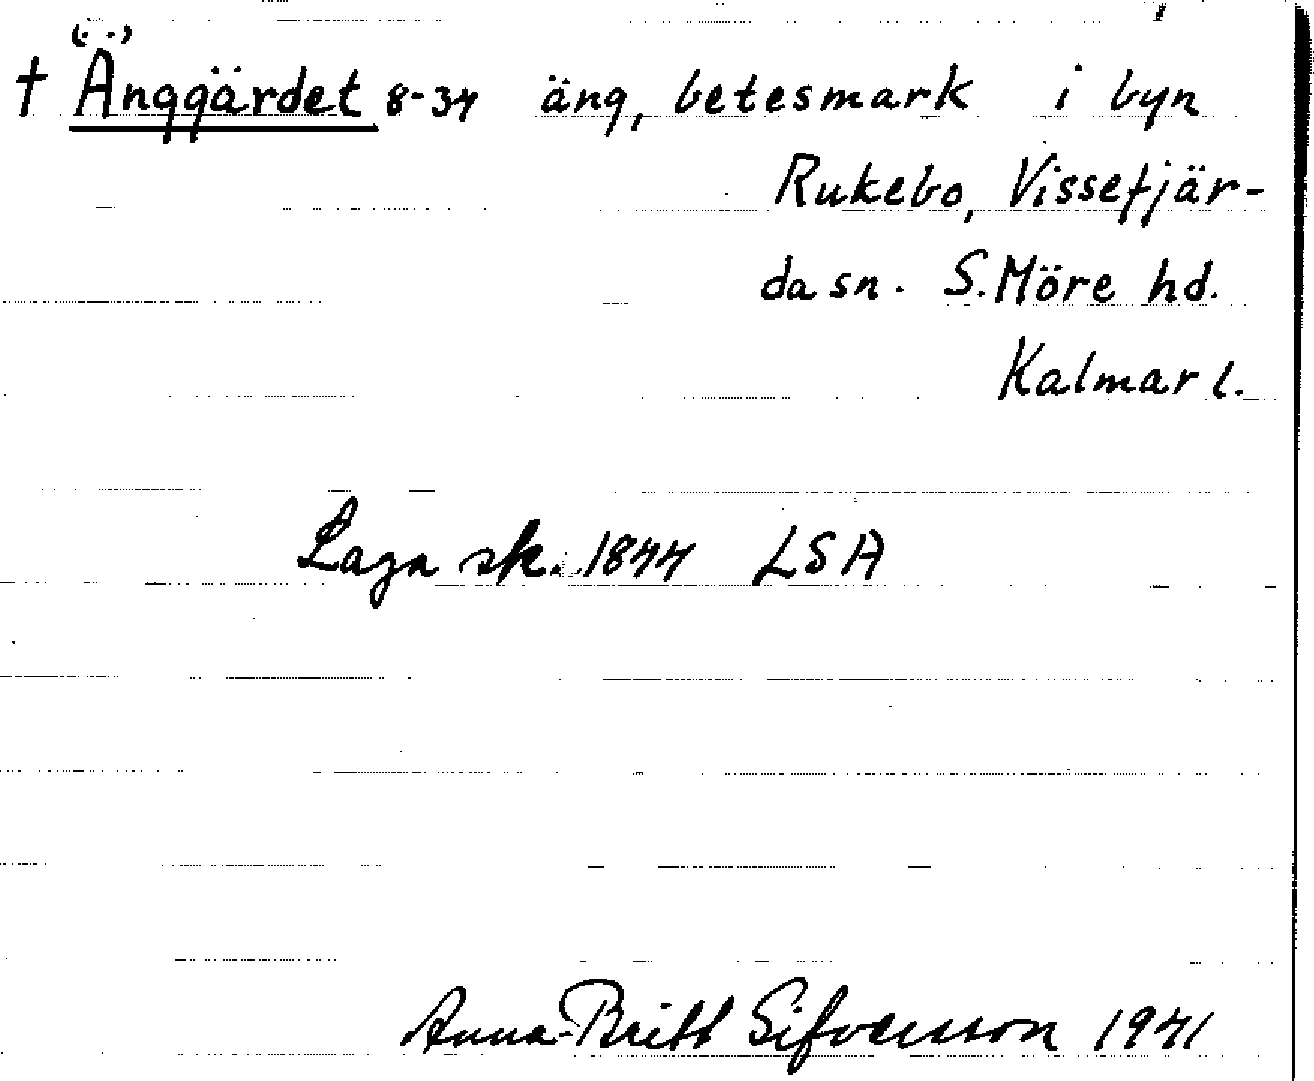 † Änggärdet 8-34 äng, betesmark i byn
Rukebo, Vissefjär-
da sn. S. Möre hd.
Kalmar l.
Laga sk. 1844 LSA
Anna-Britt Sifversson 1941